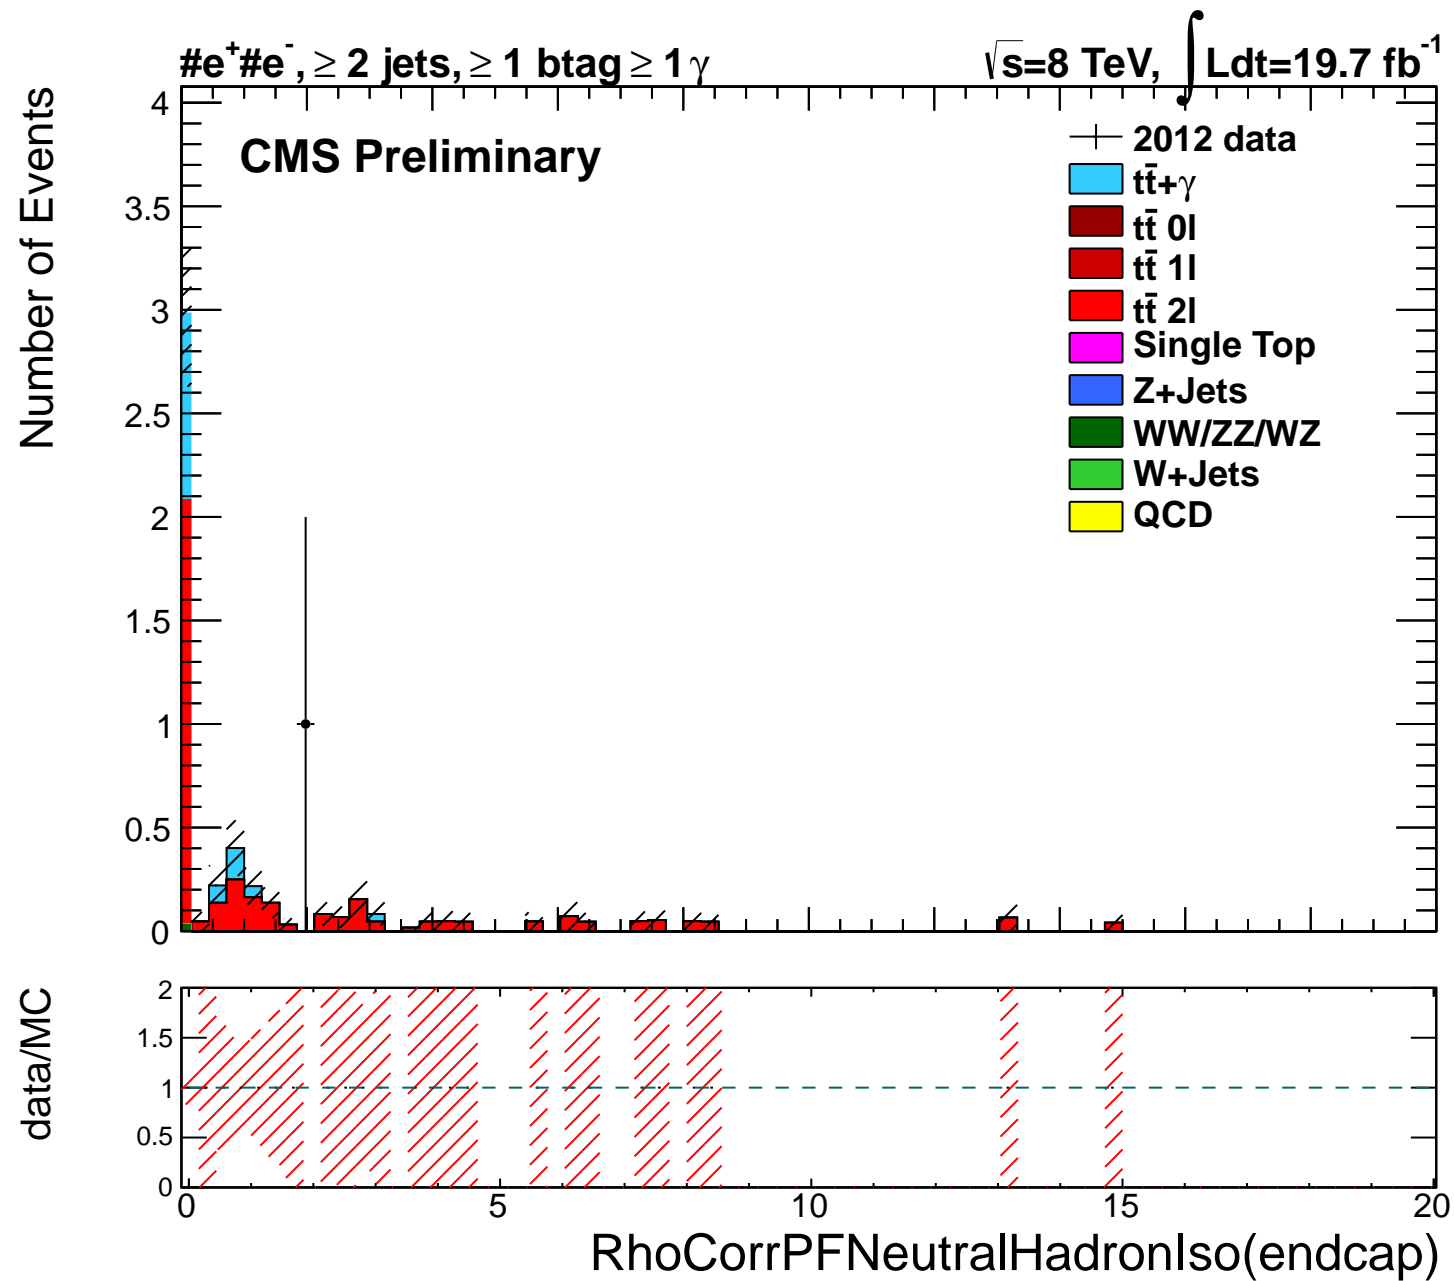 #e⁺#e⁻, ≥ 2 jets, ≥ 1 btag ≥ 1 γ
√s=8 TeV, ∫ Ldt=19.7 fb⁻¹
CMS Preliminary
2012 data
tt̄+γ
tt̄ 0l
tt̄ 1l
tt̄ 2l
Single Top
Z+Jets
WW/ZZ/WZ
W+Jets
QCD
Number of Events
4
3.5
3
2.5
2
1.5
1
0.5
0
data/MC
2
1.5
1
0.5
0
0 5 10 15 20
RhoCorrPFNeutralHadronIso(endcap)